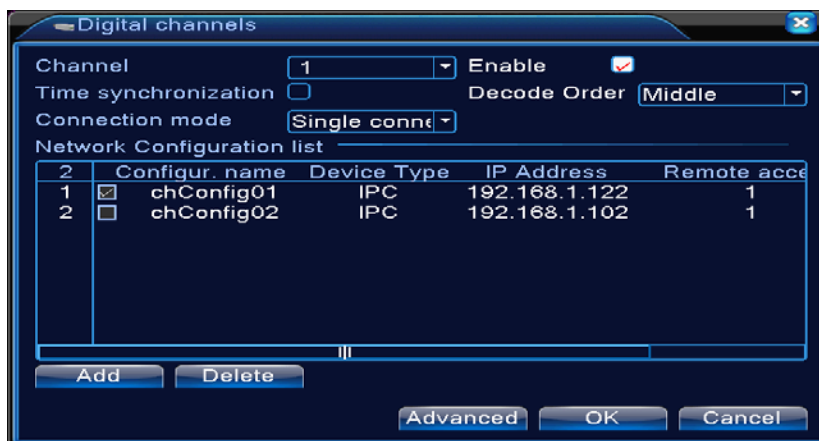 Digital channels
Channel 1 Enable
Time synchronization Decode Order Middle
Connection mode Single conne
Network Configuration list
2 Configur. name Device Type IP Address Remote acce
1 chConfig01 IPC 192.168.1.122 1
2 chConfig02 IPC 192.168.1.102 1
Add Delete
Advanced OK Cancel